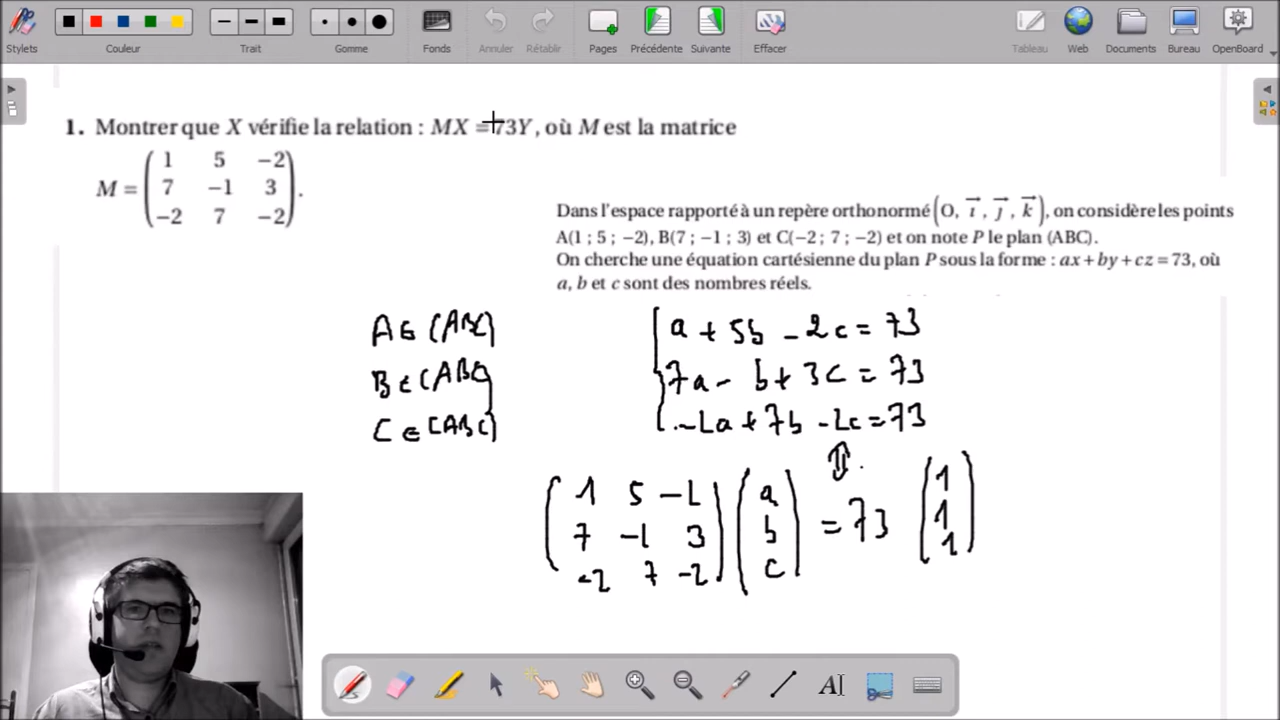 Stylets Couleur Trait Gomme Fonds Annuler Rétablir Pages Précédente Suivante Effacer Tableau Web Documents Bureau OpenBoard
1. Montrer que X vérifie la relation : MX = 73Y, où M est la matrice
M = ( 1 5 −2
7 −1 3
−2 7 −2 ).
Dans l'espace rapporté à un repère orthonormé (O, i⃗, j⃗, k⃗), on considère les points
A(1 ; 5 ; −2), B(7 ; −1 ; 3) et C(−2 ; 7 ; −2) et on note P le plan (ABC).
On cherche une équation cartésienne du plan P sous la forme : ax + by + cz = 73, où
a, b et c sont des nombres réels.
A ∈ (ABC)
B ∈ (ABC)
C ∈ (ABC)
{ a + 5b − 2c = 73
7a − b + 3c = 73
−2a + 7b − 2c = 73
⇕
( 1 5 −2 ) ( a ) ( 1 )
( 7 −1 3 ) ( b ) = 73 ( 1 )
( −2 7 −2 ) ( c ) ( 1 )
AI